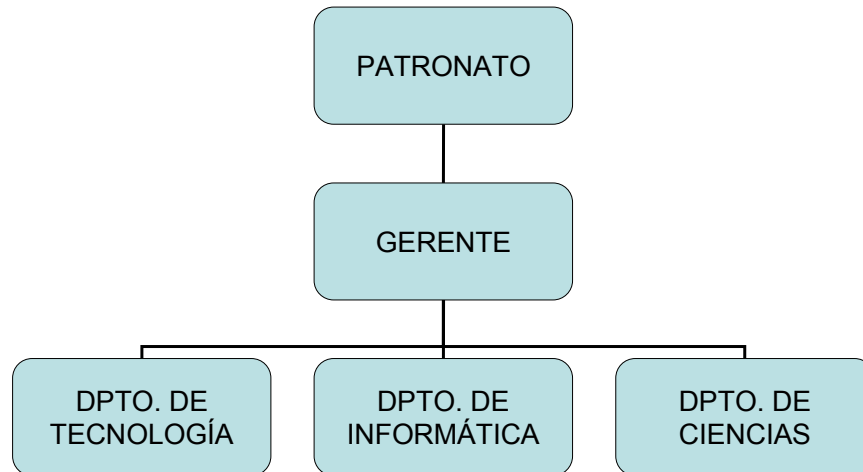 PATRONATO
GERENTE
DPTO. DE
TECNOLOGÍA
DPTO. DE
INFORMÁTICA
DPTO. DE
CIENCIAS